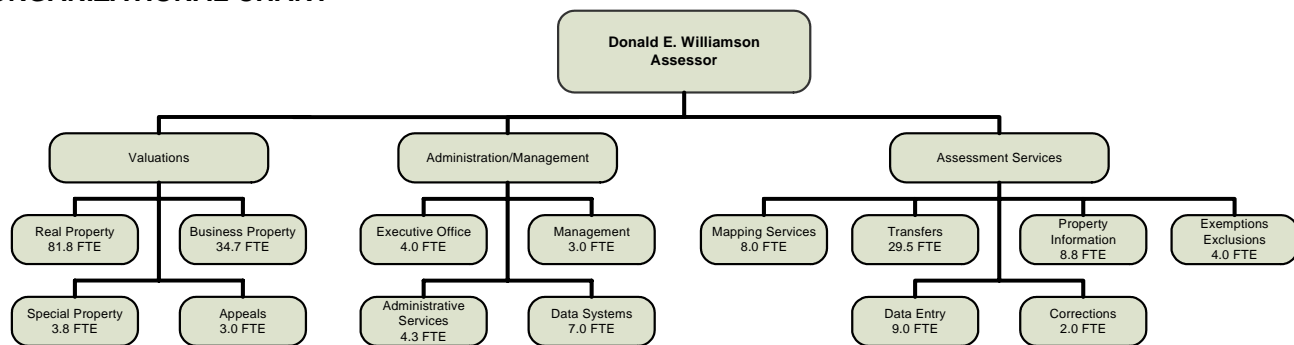 Donald E. Williamson
Assessor
Valuations
Administration/Management
Assessment Services
Real Property
81.8 FTE
Business Property
34.7 FTE
Executive Office
4.0 FTE
Management
3.0 FTE
Mapping Services
8.0 FTE
Transfers
29.5 FTE
Property
Information
8.8 FTE
Exemptions
Exclusions
4.0 FTE
Special Property
3.8 FTE
Appeals
3.0 FTE
Administrative
Services
4.3 FTE
Data Systems
7.0 FTE
Data Entry
9.0 FTE
Corrections
2.0 FTE